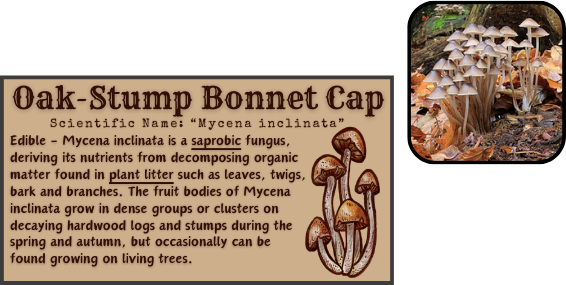 Oak-Stump Bonnet Cap
Scientific Name: "Mycena inclinata"
Edible - Mycena inclinata is a saprobic fungus,
deriving its nutrients from decomposing organic
matter found in plant litter such as leaves, twigs,
bark and branches. The fruit bodies of Mycena
inclinata grow in dense groups or clusters on
decaying hardwood logs and stumps during the
spring and autumn, but occasionally can be
found growing on living trees.